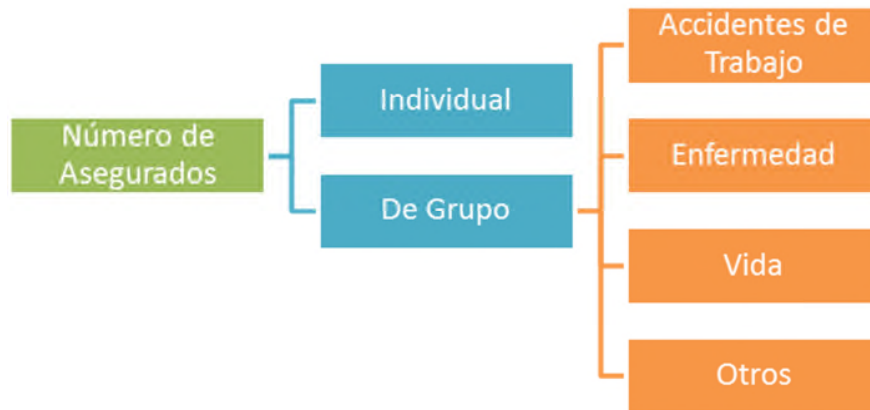 Número de
Asegurados
Individual
De Grupo
Accidentes de
Trabajo
Enfermedad
Vida
Otros